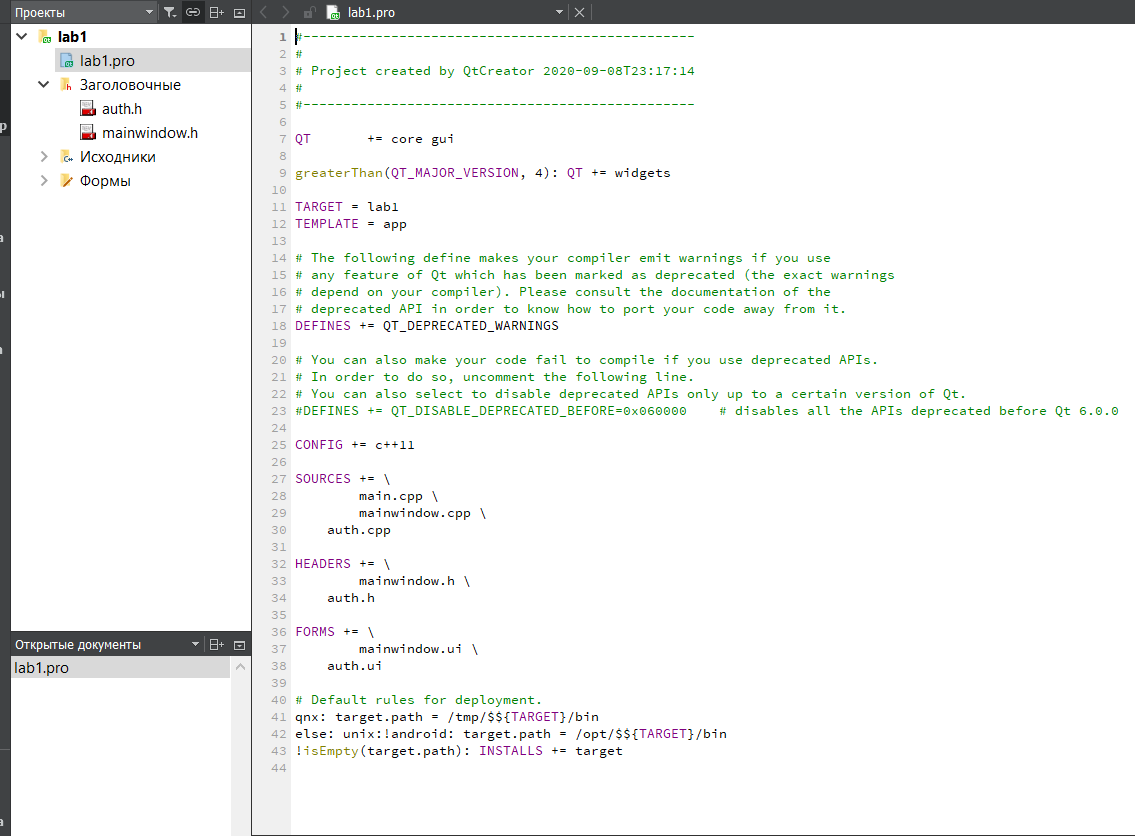 Проекты
lab1
lab1.pro
Заголовочные
auth.h
mainwindow.h
Исходники
Формы
Открытые документы
lab1.pro
lab1.pro
1 #-------------------------------------------------
2 #
3 # Project created by QtCreator 2020-09-08T23:17:14
4 #
5 #-------------------------------------------------
6
7 QT       += core gui
8
9 greaterThan(QT_MAJOR_VERSION, 4): QT += widgets
10
11 TARGET = lab1
12 TEMPLATE = app
13
14 # The following define makes your compiler emit warnings if you use
15 # any feature of Qt which has been marked as deprecated (the exact warnings
16 # depend on your compiler). Please consult the documentation of the
17 # deprecated API in order to know how to port your code away from it.
18 DEFINES += QT_DEPRECATED_WARNINGS
19
20 # You can also make your code fail to compile if you use deprecated APIs.
21 # In order to do so, uncomment the following line.
22 # You can also select to disable deprecated APIs only up to a certain version of Qt.
23 #DEFINES += QT_DISABLE_DEPRECATED_BEFORE=0x060000    # disables all the APIs deprecated before Qt 6.0.0
24
25 CONFIG += c++11
26
27 SOURCES += \
28         main.cpp \
29         mainwindow.cpp \
30     auth.cpp
31
32 HEADERS += \
33         mainwindow.h \
34     auth.h
35
36 FORMS += \
37         mainwindow.ui \
38     auth.ui
39
40 # Default rules for deployment.
41 qnx: target.path = /tmp/$${TARGET}/bin
42 else: unix:!android: target.path = /opt/$${TARGET}/bin
43 !isEmpty(target.path): INSTALLS += target
44